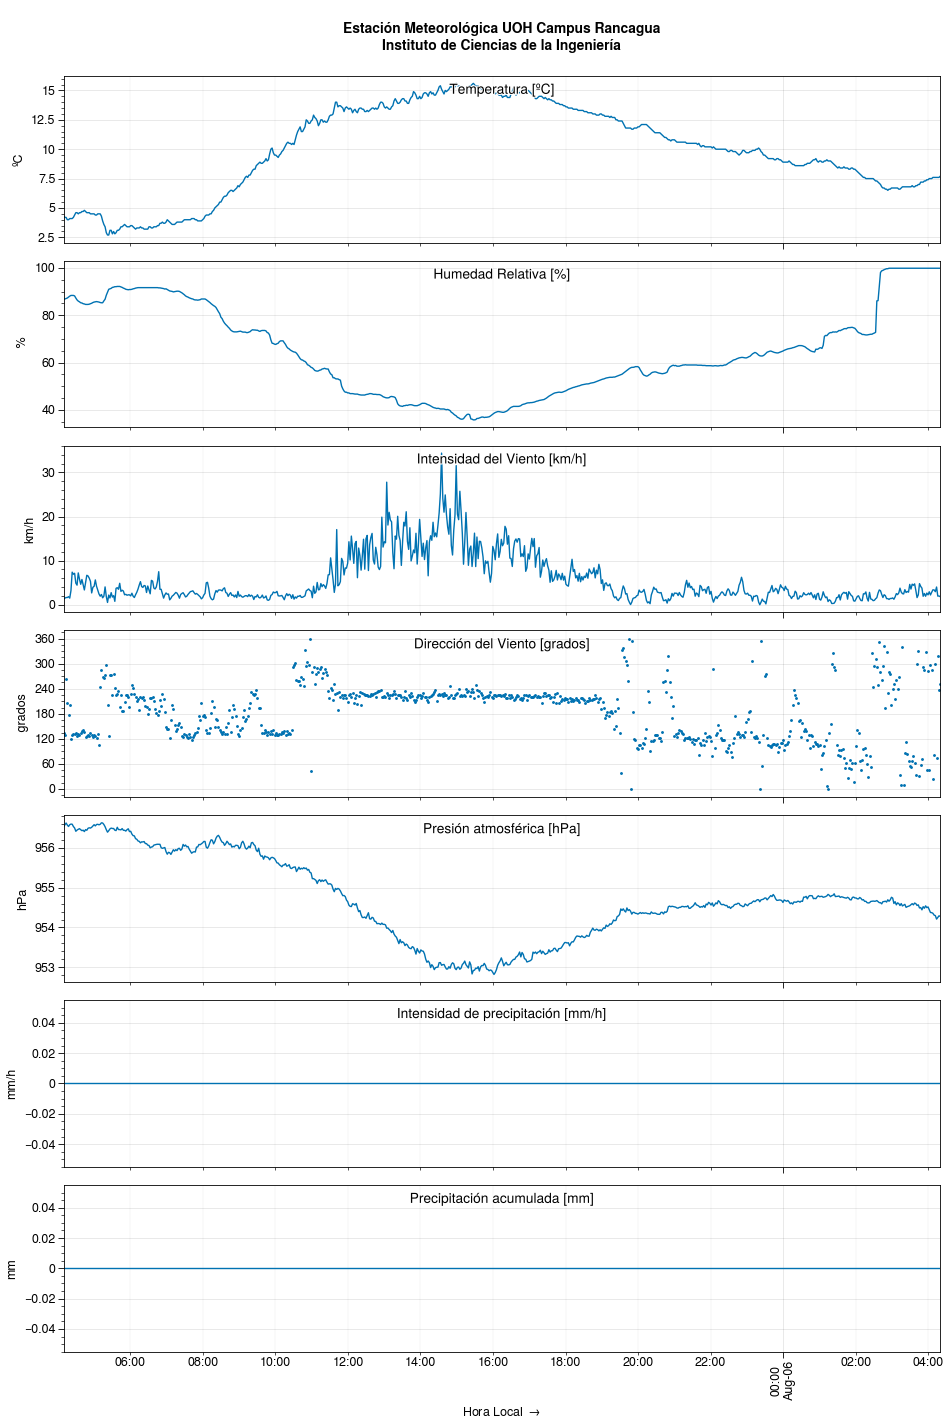 Estación Meteorológica UOH Campus Rancagua
Instituto de Ciencias de la Ingeniería
Temperatura [ºC]
ºC
15
12.5
10
7.5
5
2.5
Humedad Relativa [%]
%
100
80
60
40
Intensidad del Viento [km/h]
km/h
30
20
10
0
Dirección del Viento [grados]
grados
360
300
240
180
120
60
0
Presión atmosférica [hPa]
hPa
956
955
954
953
Intensidad de precipitación [mm/h]
mm/h
0.04
0.02
0
−0.02
−0.04
Precipitación acumulada [mm]
mm
0.04
0.02
0
−0.02
−0.04
06:00 08:00 10:00 12:00 14:00 16:00 18:00 20:00 22:00 00:00 02:00 04:00
Aug-06
Hora Local →